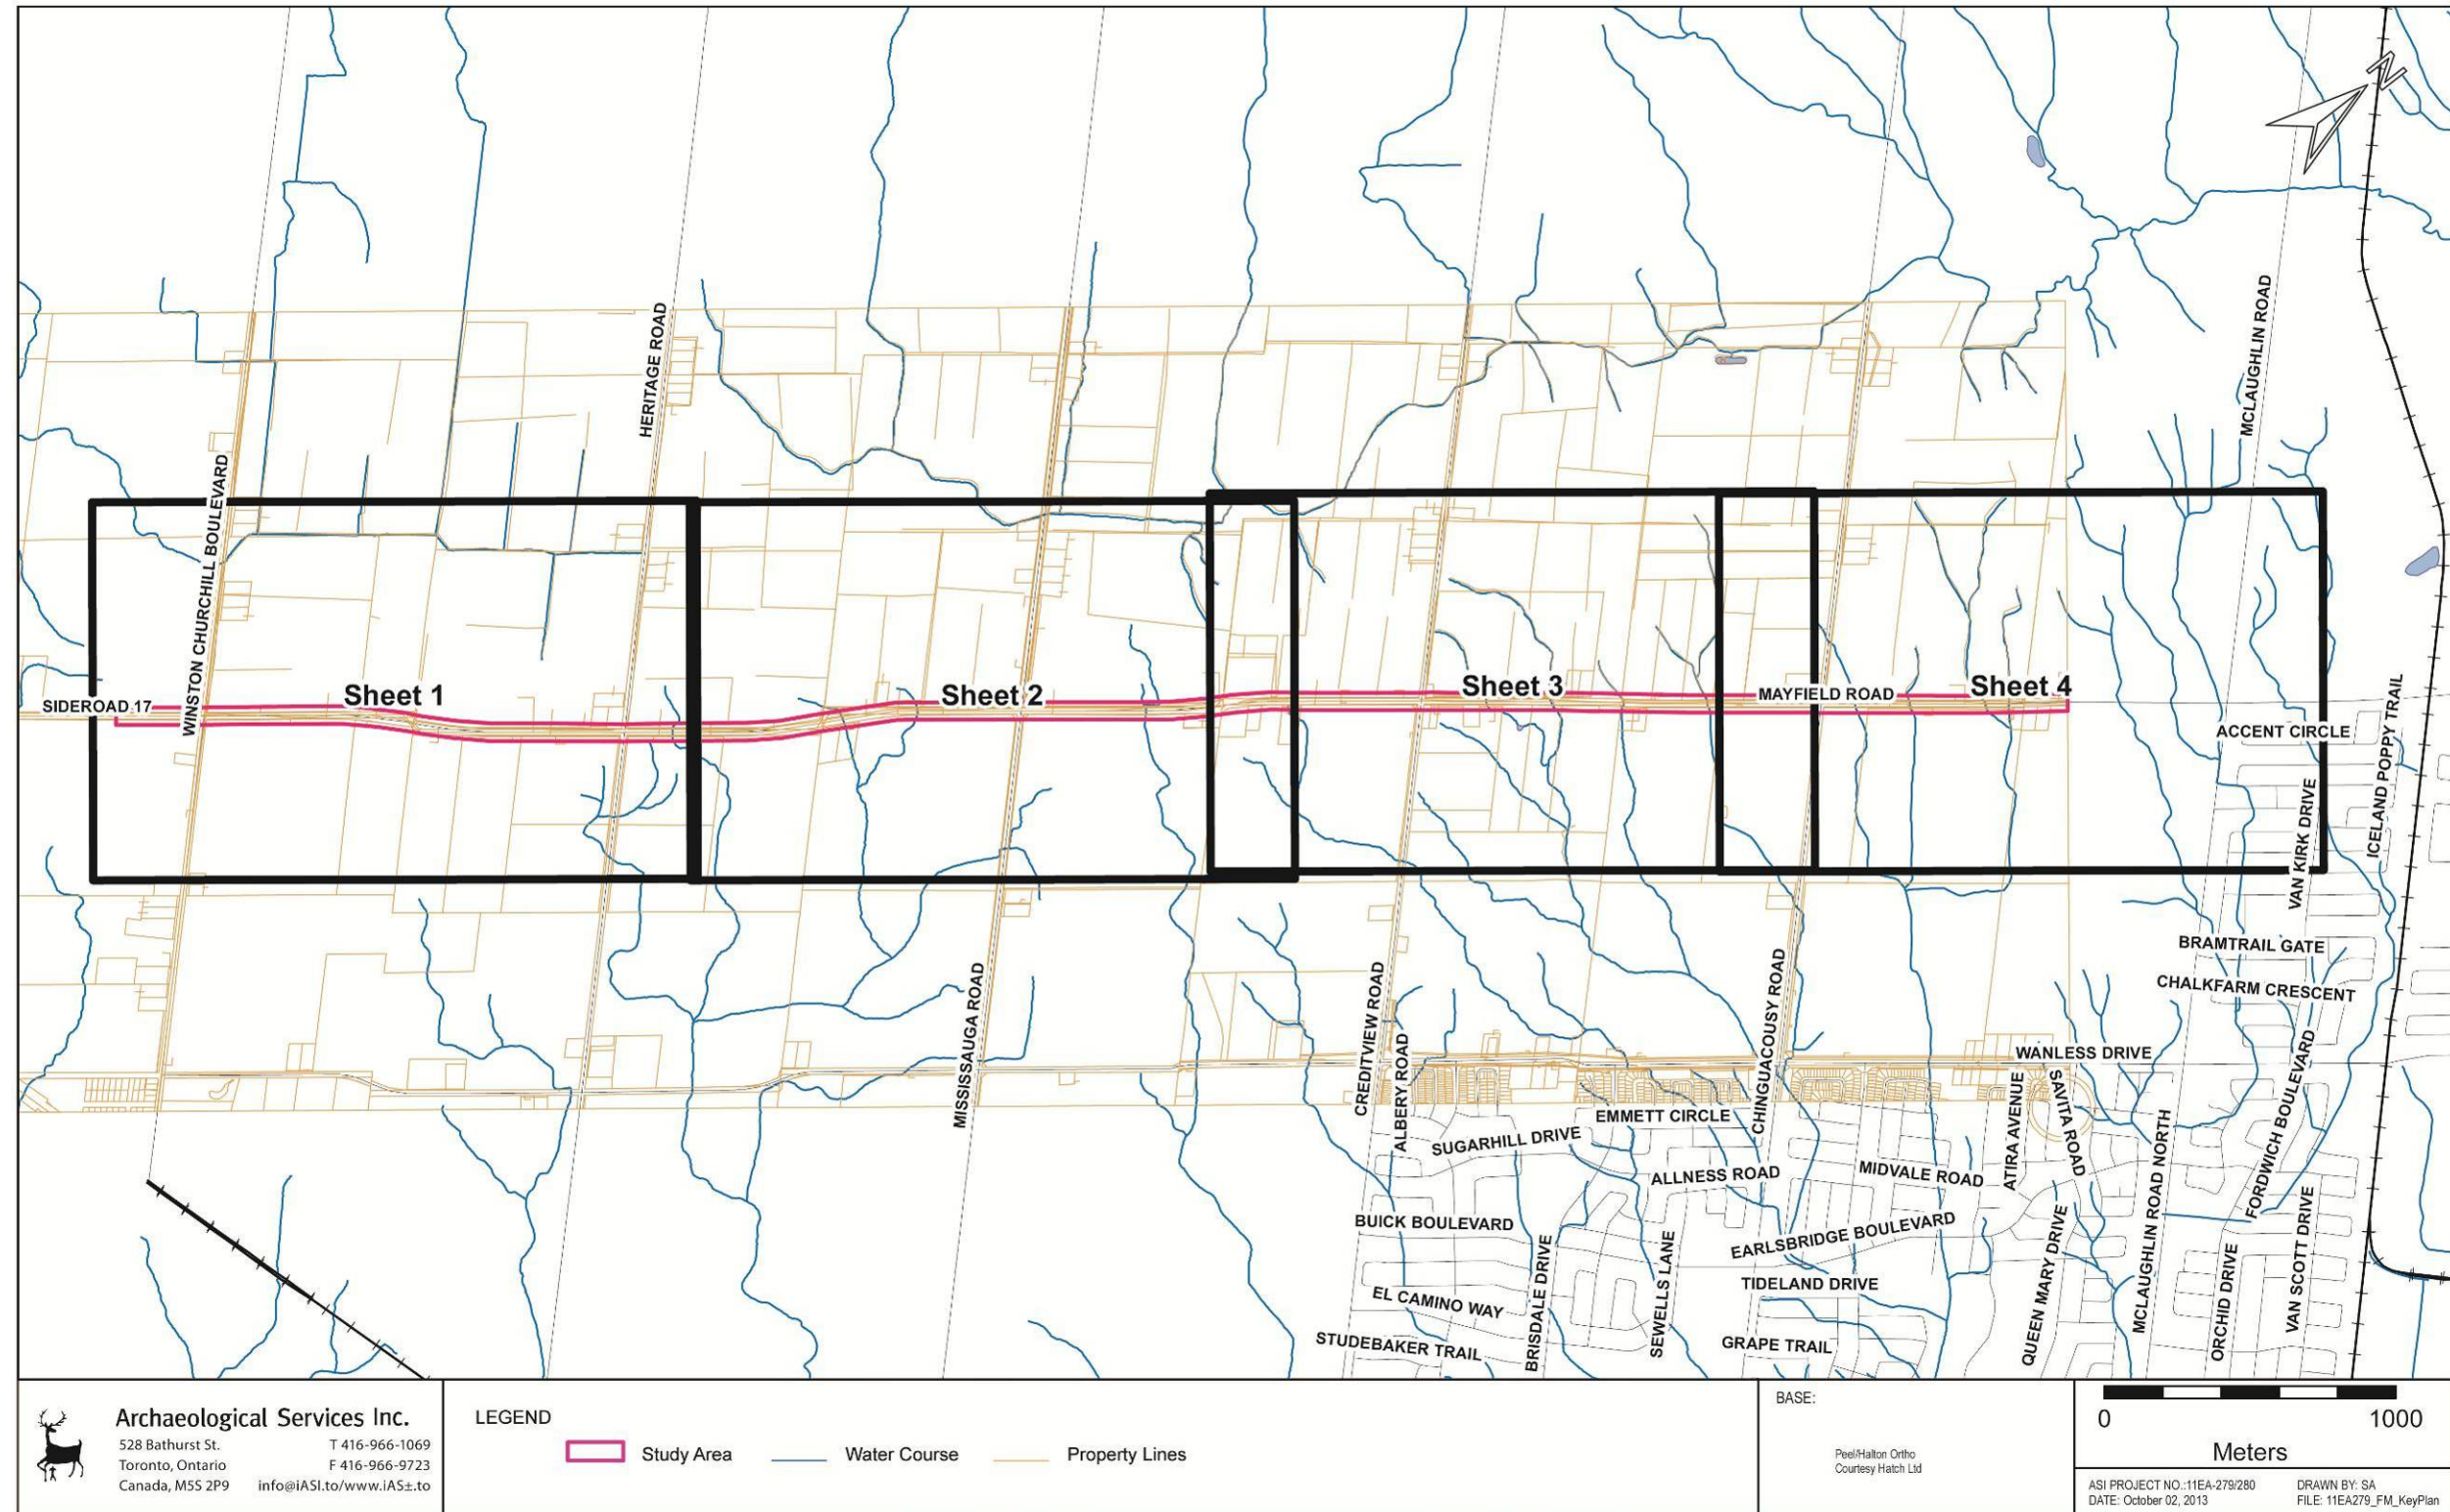 N
MCLAUGHLIN ROAD
HERITAGE ROAD
WINSTON CHURCHILL BOULEVARD
Sheet 1
Sheet 2
Sheet 3
Sheet 4
SIDEROAD 17
MAYFIELD ROAD
ACCENT CIRCLE
ICELAND POPPY TRAIL
VAN KIRK DRIVE
BRAMTRAIL GATE
CHALKFARM CRESCENT
MISSISSAUGA ROAD
CREDITVIEW ROAD
ALBERY ROAD
CHINGUACOUSY ROAD
WANLESS DRIVE
EMMETT CIRCLE
SUGARHILL DRIVE
ALLNESS ROAD
MIDVALE ROAD
ATIRA AVENUE
SAVITA ROAD
FORDWICH BOULEVARD
MCLAUGHLIN ROAD NORTH
BUICK BOULEVARD
EARLSBRIDGE BOULEVARD
BRISDALE DRIVE
SEWELLS LANE
TIDELAND DRIVE
QUEEN MARY DRIVE
ORCHID DRIVE
VAN SCOTT DRIVE
EL CAMINO WAY
STUDEBAKER TRAIL
GRAPE TRAIL
Archaeological Services Inc.
528 Bathurst St. T 416-966-1069
Toronto, Ontario F 416-966-9723
Canada, M5S 2P9 info@iASI.to/www.iAS±.to
LEGEND
Study Area Water Course Property Lines
BASE:
Peel/Halton Ortho
Courtesy Hatch Ltd
0 1000
Meters
ASI PROJECT NO.:11EA-279/280 DRAWN BY: SA
DATE: October 02, 2013 FILE: 11EA279_FM_KeyPlan